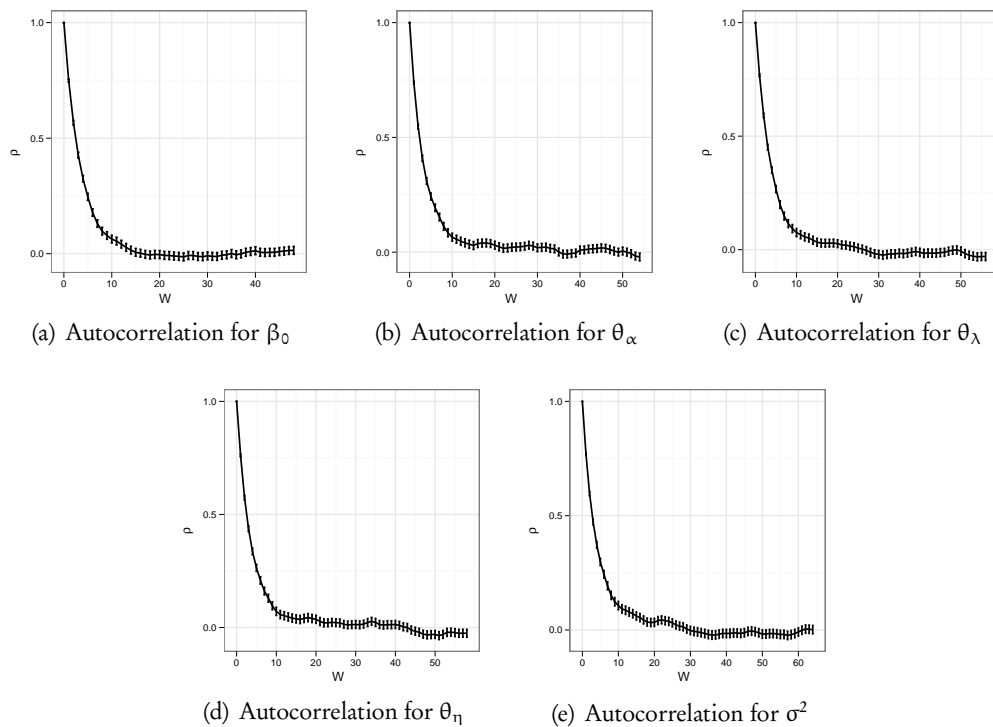 1.0
0.5
0.0
ρ
0 10 20 30 40
W
(a) Autocorrelation for β₀
1.0
0.5
0.0
ρ
0 10 20 30 40 50
W
(b) Autocorrelation for θ_α
1.0
0.5
0.0
ρ
0 10 20 30 40 50
W
(c) Autocorrelation for θ_λ
1.0
0.5
0.0
ρ
0 10 20 30 40 50
W
(d) Autocorrelation for θ_η
1.0
0.5
0.0
ρ
0 10 20 30 40 50 60
W
(e) Autocorrelation for σ²